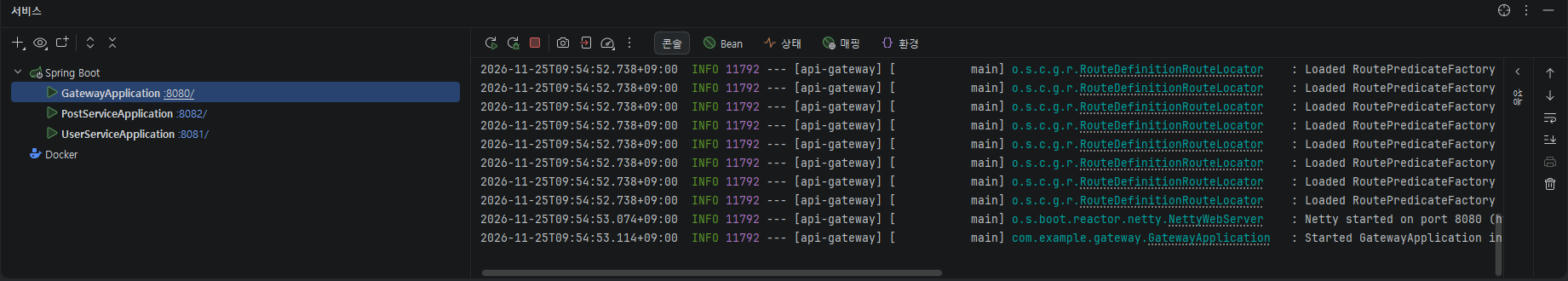 서비스
콘솔 Bean 상태 매핑 환경
Spring Boot
GatewayApplication :8080/
PostServiceApplication :8082/
UserServiceApplication :8081/
Docker
2026-11-25T09:54:52.738+09:00 INFO 11792 --- [api-gateway] [ main] o.s.c.g.r.RouteDefinitionRouteLocator : Loaded RoutePredicateFactory
2026-11-25T09:54:52.738+09:00 INFO 11792 --- [api-gateway] [ main] o.s.c.g.r.RouteDefinitionRouteLocator : Loaded RoutePredicateFactory
2026-11-25T09:54:52.738+09:00 INFO 11792 --- [api-gateway] [ main] o.s.c.g.r.RouteDefinitionRouteLocator : Loaded RoutePredicateFactory
2026-11-25T09:54:52.738+09:00 INFO 11792 --- [api-gateway] [ main] o.s.c.g.r.RouteDefinitionRouteLocator : Loaded RoutePredicateFactory
2026-11-25T09:54:52.738+09:00 INFO 11792 --- [api-gateway] [ main] o.s.c.g.r.RouteDefinitionRouteLocator : Loaded RoutePredicateFactory
2026-11-25T09:54:52.738+09:00 INFO 11792 --- [api-gateway] [ main] o.s.c.g.r.RouteDefinitionRouteLocator : Loaded RoutePredicateFactory
2026-11-25T09:54:52.738+09:00 INFO 11792 --- [api-gateway] [ main] o.s.c.g.r.RouteDefinitionRouteLocator : Loaded RoutePredicateFactory
2026-11-25T09:54:52.738+09:00 INFO 11792 --- [api-gateway] [ main] o.s.c.g.r.RouteDefinitionRouteLocator : Loaded RoutePredicateFactory
2026-11-25T09:54:53.074+09:00 INFO 11792 --- [api-gateway] [ main] o.s.boot.reactor.netty.NettyWebServer : Netty started on port 8080 (h
2026-11-25T09:54:53.114+09:00 INFO 11792 --- [api-gateway] [ main] com.example.gateway.GatewayApplication : Started GatewayApplication in